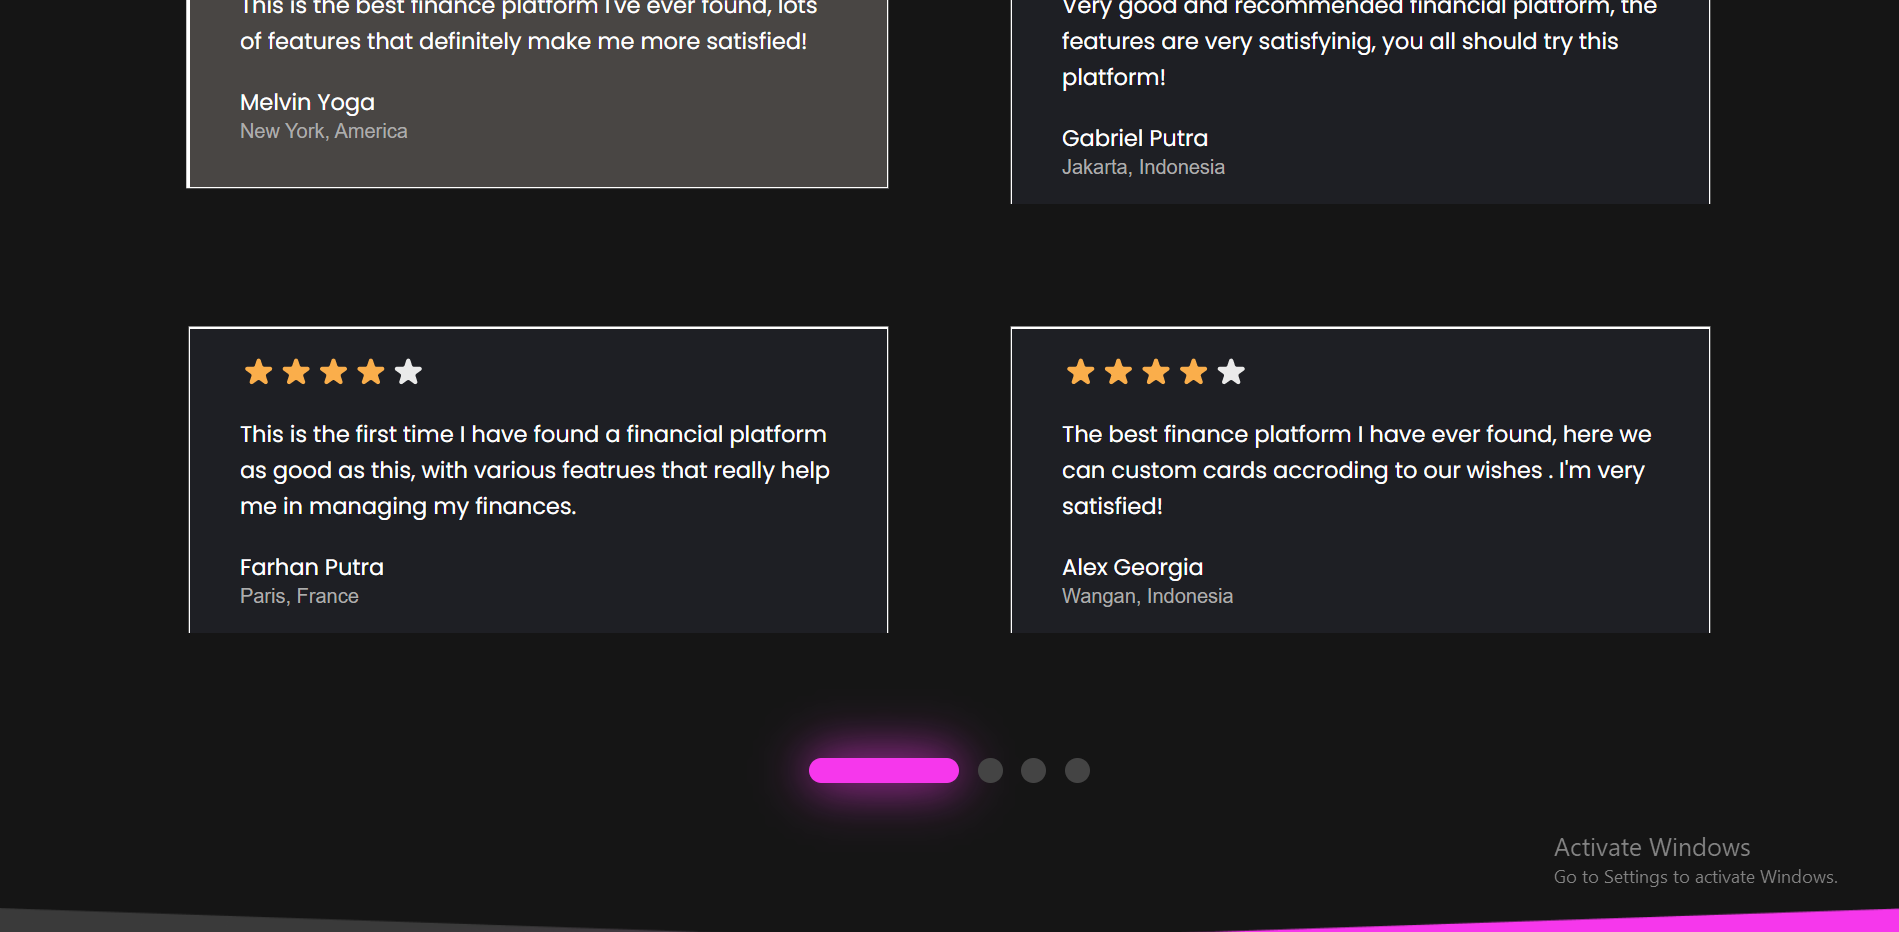 This is the best finance platform I've ever found, lots
of features that definitely make me more satisfied!
Melvin Yoga
New York, America
Very good and recommended financial platform, the
features are very satisfyinig, you all should try this
platform!
Gabriel Putra
Jakarta, Indonesia
This is the first time I have found a financial platform
as good as this, with various featrues that really help
me in managing my finances.
Farhan Putra
Paris, France
The best finance platform I have ever found, here we
can custom cards accroding to our wishes . I'm very
satisfied!
Alex Georgia
Wangan, Indonesia
Activate Windows
Go to Settings to activate Windows.